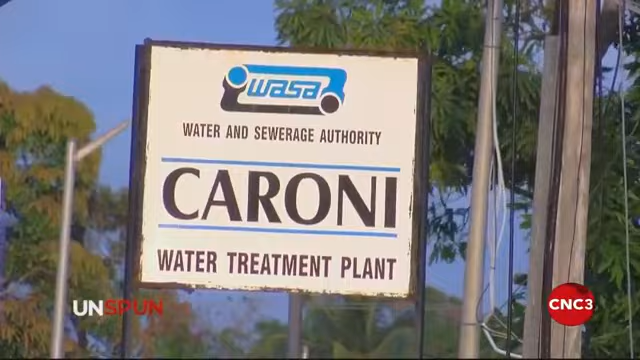 wasa
WATER AND SEWERAGE AUTHORITY
CARONI
WATER TREATMENT PLANT
UNSPUN
CNC3